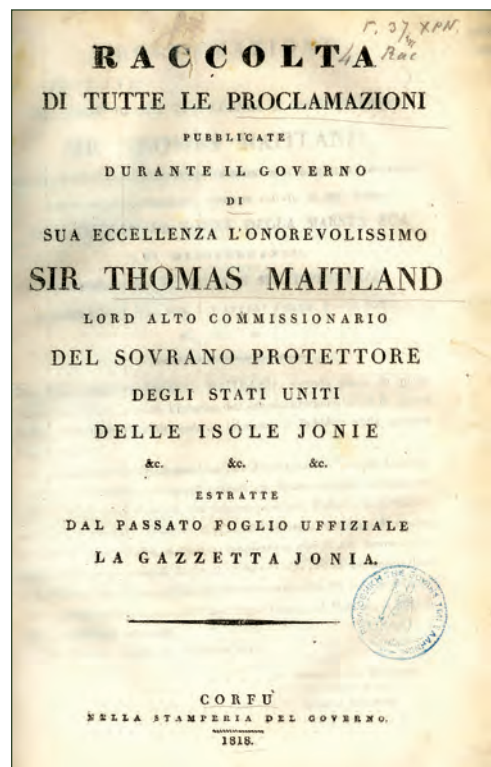 RACCOLTA
DI TUTTE LE PROCLAMAZIONI
PUBBLICATE
DURANTE IL GOVERNO
DI
SUA ECCELLENZA L'ONOREVOLISSIMO
SIR THOMAS MAITLAND
LORD ALTO COMMISSIONARIO
DEL SOVRANO PROTETTORE
DEGLI STATI UNITI
DELLE ISOLE JONIE
&c. &c. &c.
ESTRATTE
DAL PASSATO FOGLIO UFFIZIALE
LA GAZZETTA JONIA.
CORFU`
NELLA STAMPERIA DEL GOVERNO.
1818.